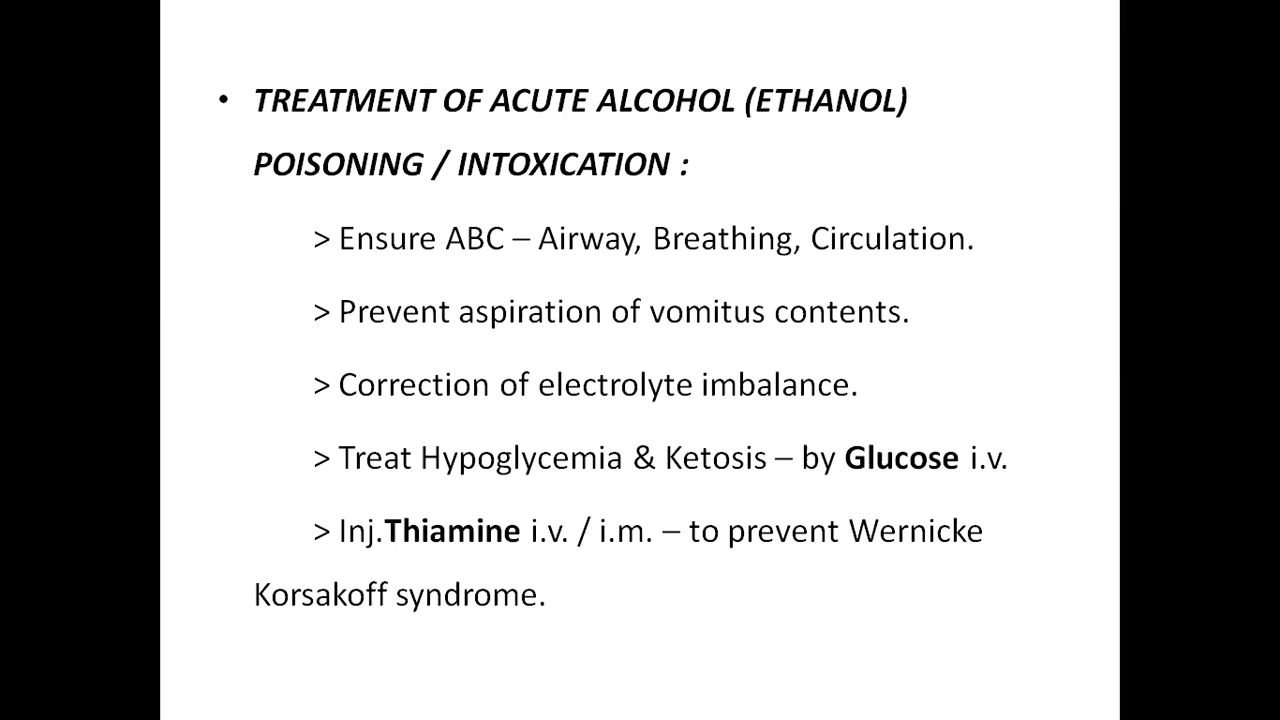 • TREATMENT OF ACUTE ALCOHOL (ETHANOL)
POISONING / INTOXICATION :
> Ensure ABC – Airway, Breathing, Circulation.
> Prevent aspiration of vomitus contents.
> Correction of electrolyte imbalance.
> Treat Hypoglycemia & Ketosis – by Glucose i.v.
> Inj.Thiamine i.v. / i.m. – to prevent Wernicke
Korsakoff syndrome.